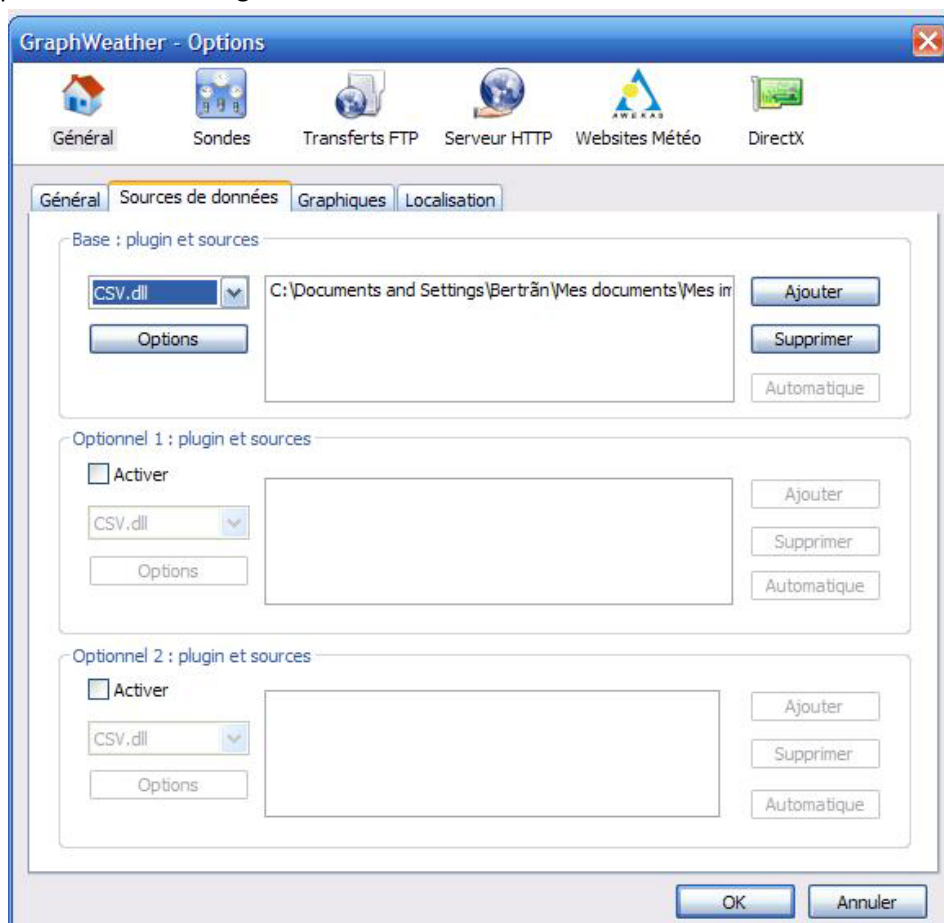 GraphWeather - Options
AWEKAS
Général Sondes Transferts FTP Serveur HTTP Websites Météo DirectX
Général Sources de données Graphiques Localisation
Base : plugin et sources
CSV.dll C:\Documents and Settings\Bertrãn\Mes documents\Mes im Ajouter
Options Supprimer
Automatique
Optionnel 1 : plugin et sources
Activer
CSV.dll Ajouter
Options Supprimer
Automatique
Optionnel 2 : plugin et sources
Activer
CSV.dll Ajouter
Options Supprimer
Automatique
OK Annuler